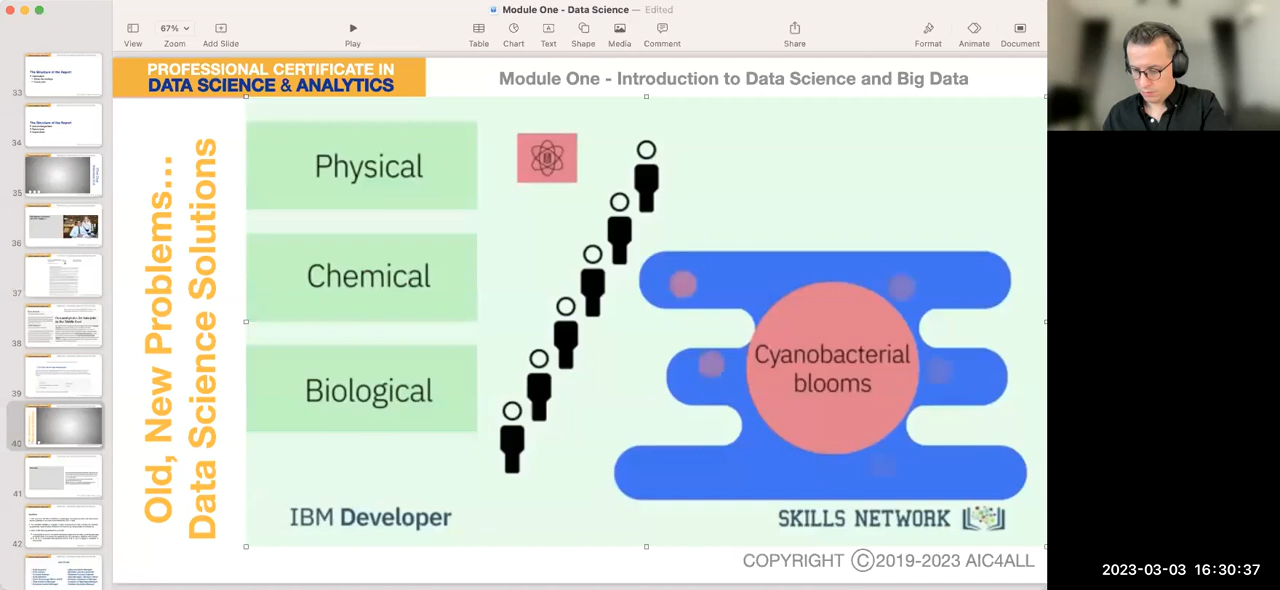 Module One - Data Science — Edited
67%
View
Zoom
Add Slide
Play
Table
Chart
Text
Shape
Media
Comment
Share
Format
Animate
Document
PROFESSIONAL CERTIFICATE IN
DATA SCIENCE & ANALYTICS
Module One - Introduction to Data Science and Big Data
33
34
35
36
37
38
39
40
41
42
Old, New Problems...
Data Science Solutions
Physical
Chemical
Biological
Cyanobacterial
blooms
IBM Developer
SKILLS NETWORK
COPYRIGHT Ⓒ2019-2023 AIC4ALL
2023-03-03 16:30:37